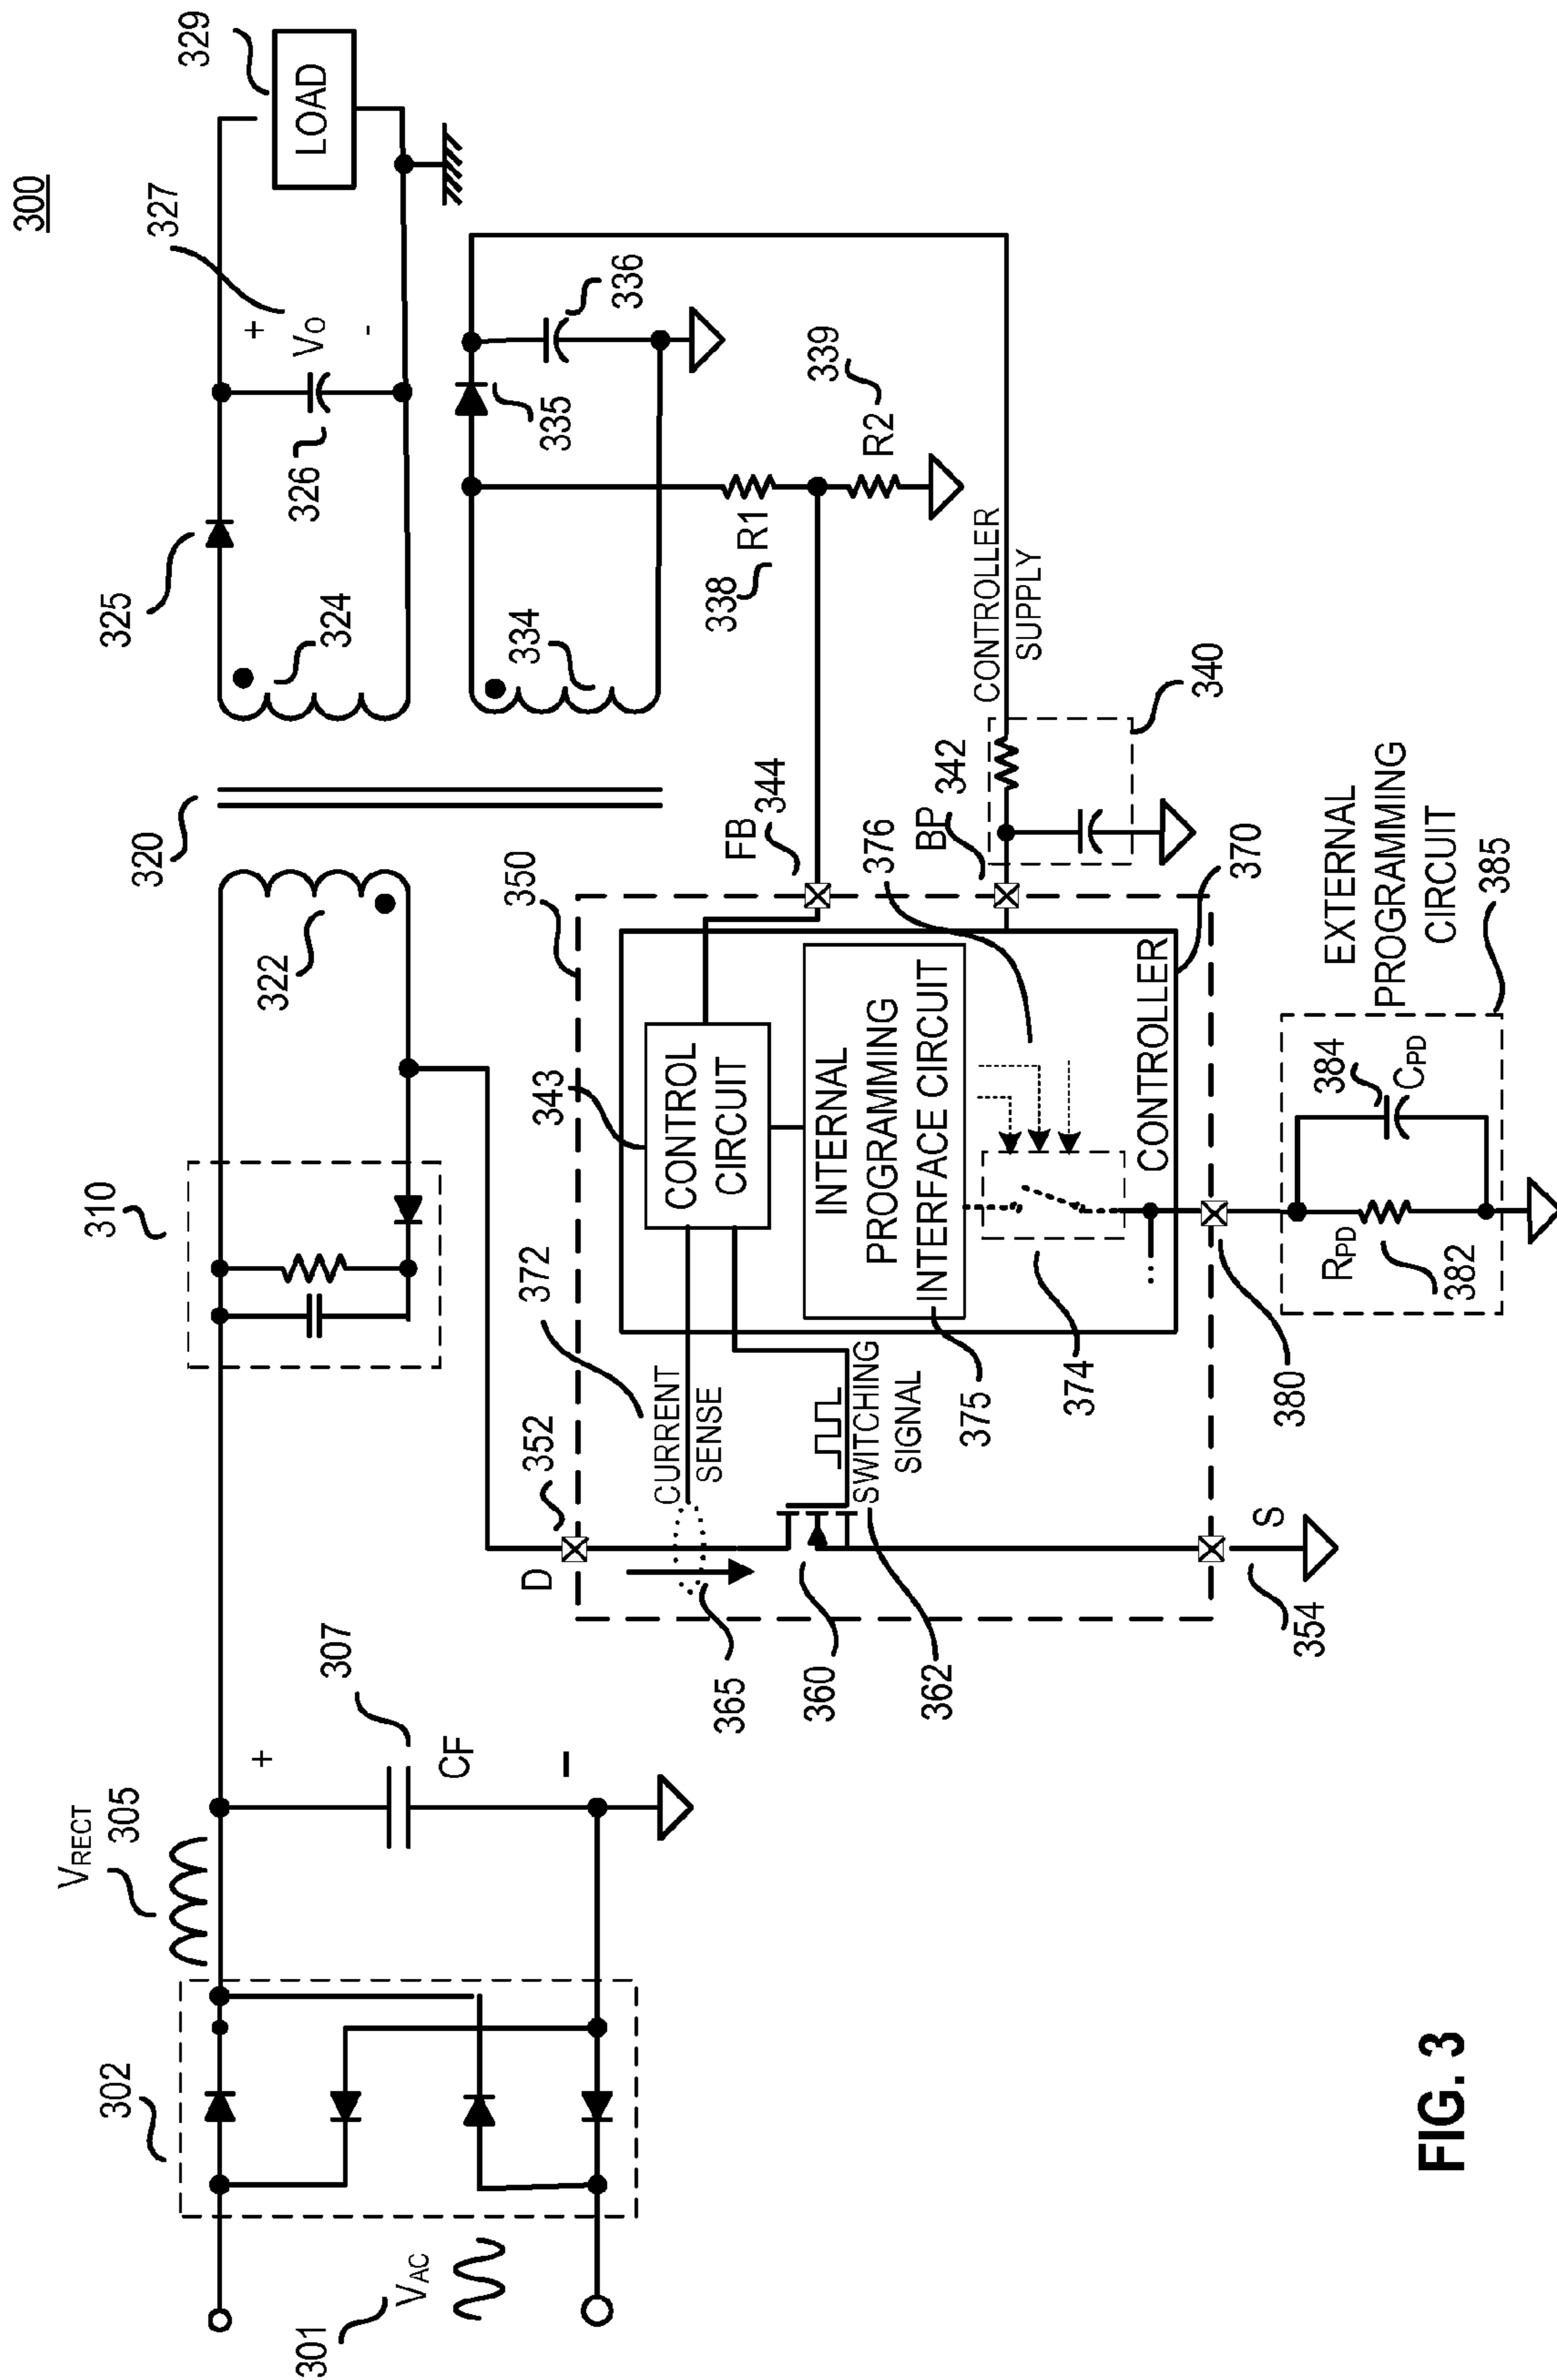 300
301
VAC
302
VRECT
305
+
307
CF
−
310
320
322
324
325
326
+
VO
-
327
329
LOAD
334
335
336
R1
338
R2
339
CONTROLLER
SUPPLY
340
BP
342
FB
344
350
D
352
CURRENT
SENSE
372
365
360
362
SWITCHING
SIGNAL
343
CONTROL
CIRCUIT
INTERNAL
PROGRAMMING
INTERFACE CIRCUIT
375
376
374
...
CONTROLLER
370
380
S
354
EXTERNAL
PROGRAMMING
CIRCUIT
385
384
CPD
RPD
382
FIG. 3